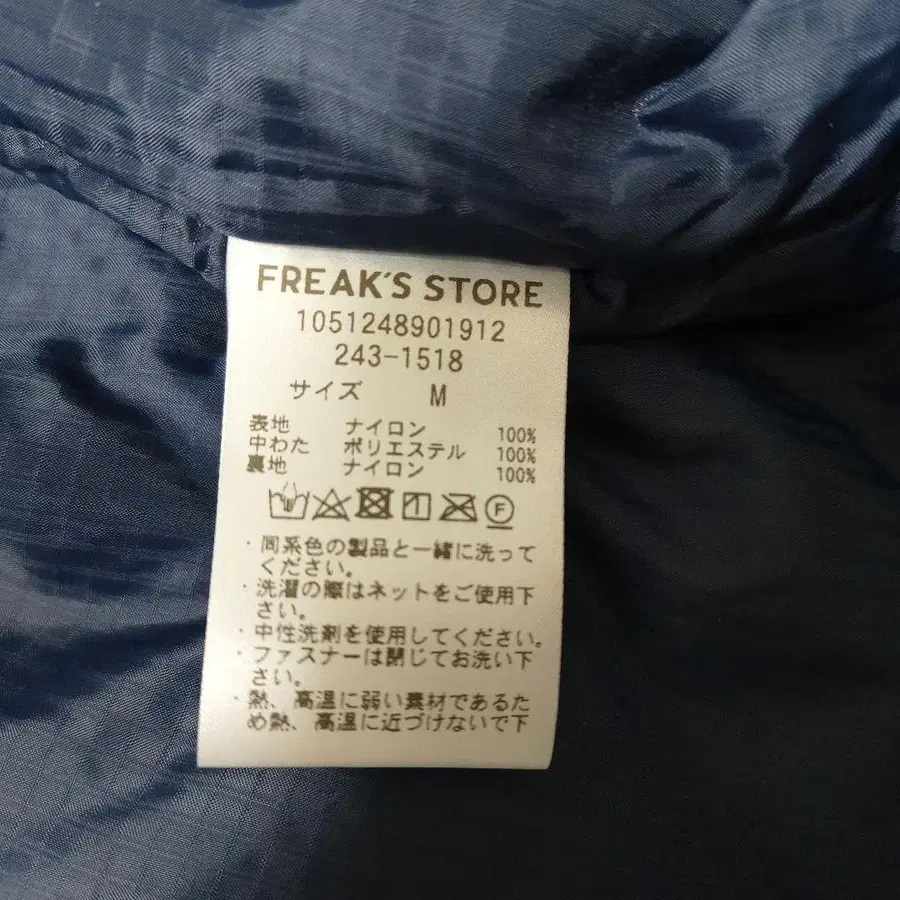 FREAK'S STORE
1051248901912
243-1518
サイズ M
表地 ナイロン 100%
中わた ポリエステル 100%
裏地 ナイロン 100%
F
・同系色の製品と一緒に洗って
ください。
・洗濯の際はネットをご使用下
さい。
・中性洗剤を使用してください。
・ファスナーは閉じてお洗い下
さい。
・熱、高温に弱い素材であるた
め熱、高温に近づけないで下